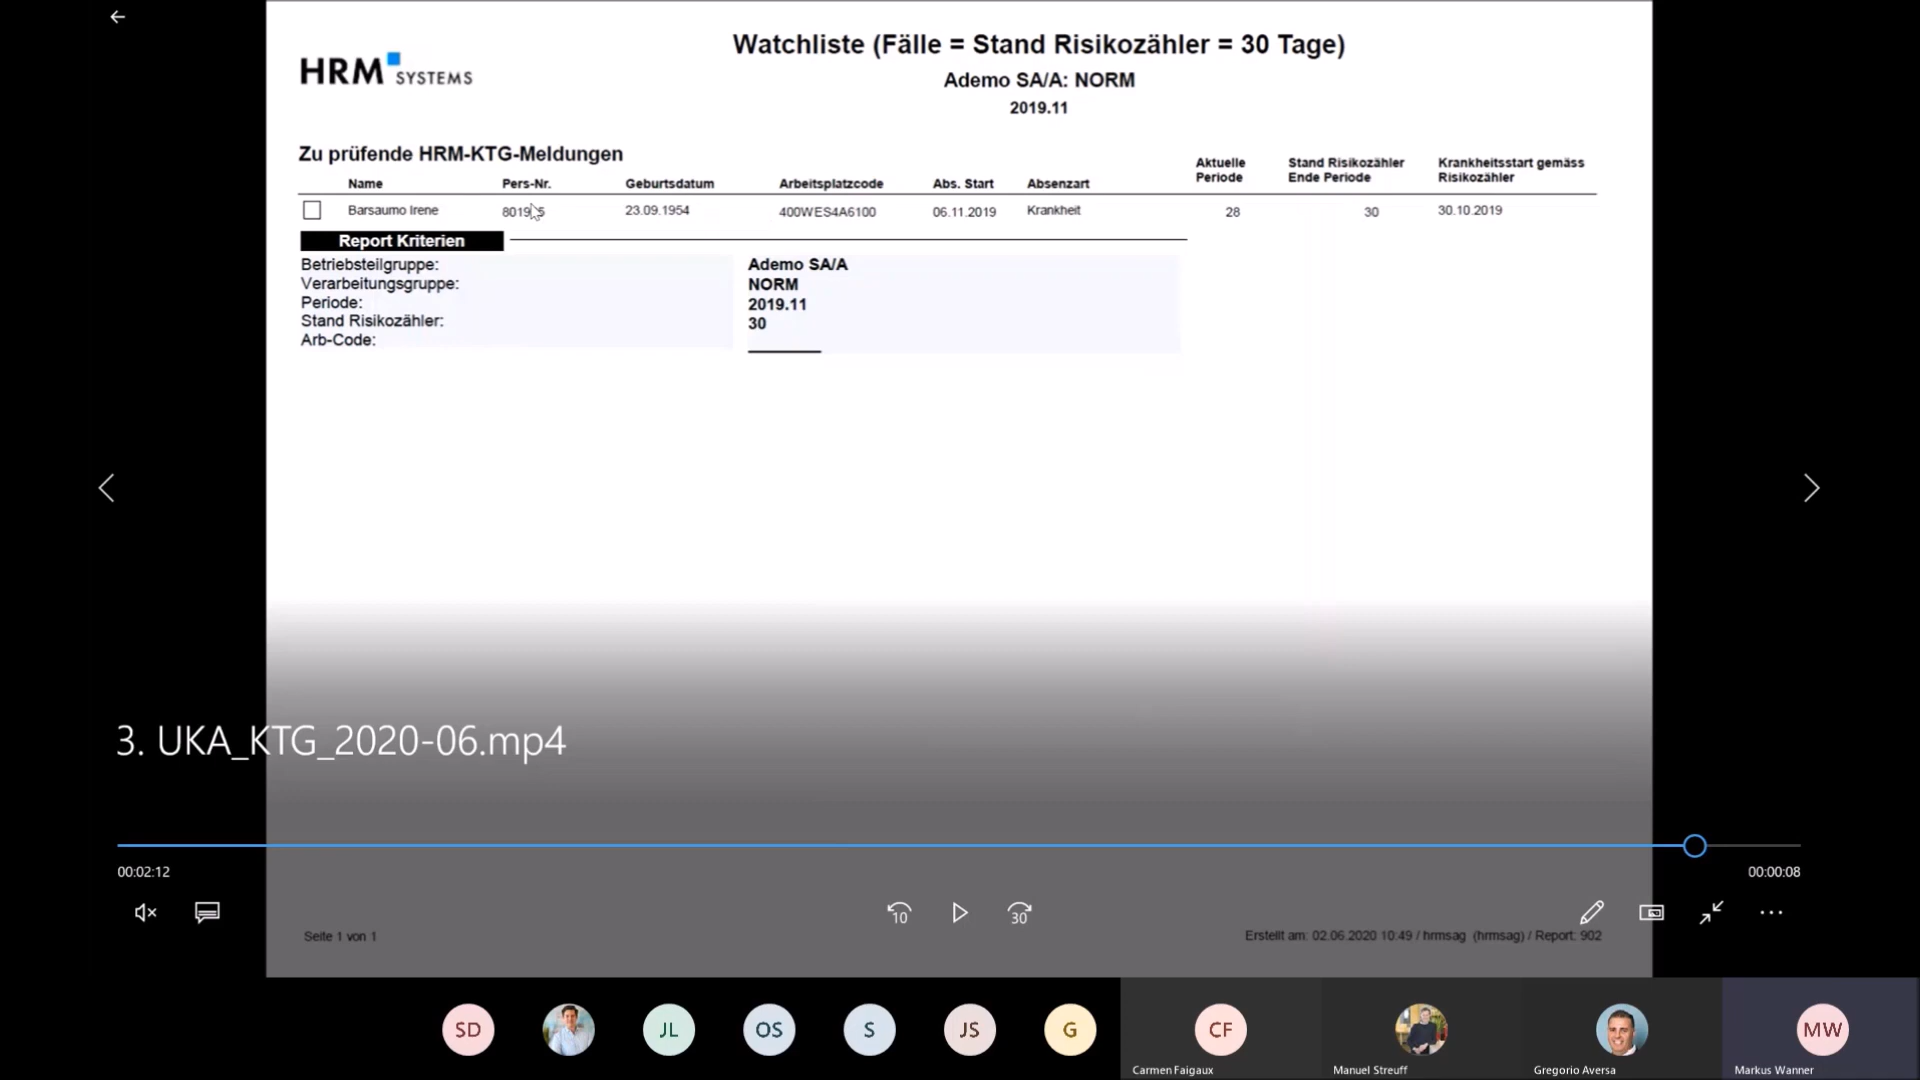 HRM SYSTEMS
Watchliste (Fälle = Stand Risikozähler = 30 Tage)
Ademo SA/A: NORM
2019.11
Zu prüfende HRM-KTG-Meldungen
Name Pers-Nr. Geburtsdatum Arbeitsplatzcode Abs. Start Absenzart Aktuelle Periode Stand Risikozähler Ende Periode Krankheitsstart gemäss Risikozähler
Barsaumo Irene 23.09.1954 400WES4A6100 06.11.2019 Krankheit 28 30 30.10.2019
Report Kriterien
Betriebsteilgruppe: Ademo SA/A
Verarbeitungsgruppe: NORM
Periode: 2019.11
Stand Risikozähler: 30
Arb-Code:
3. UKA_KTG_2020-06.mp4
00:02:12 00:00:08
10 30
Seite 1 von 1 Erstellt am: 02.06.2020 10:49 / hrmsag (hrmsag) / Report: 902
SD JL OS S JS G CF MW
Carmen Faigaux Manuel Streuff Gregorio Aversa Markus Wanner